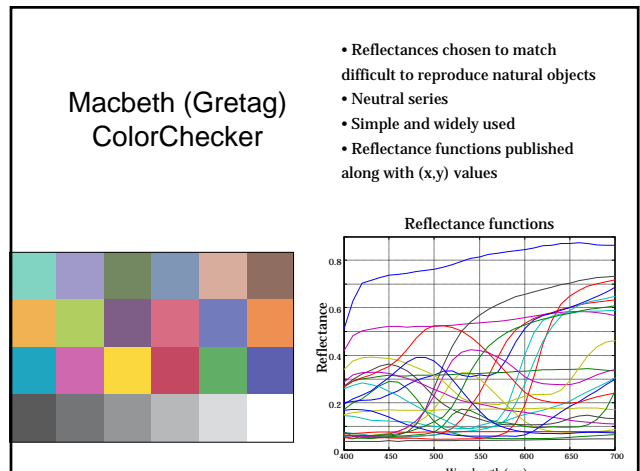 Macbeth (Gretag)
ColorChecker
• Reflectances chosen to match
difficult to reproduce natural objects
• Neutral series
• Simple and widely used
• Reflectance functions published
along with (x,y) values
Reflectance functions
Reflectance
0.8
0.6
0.4
0.2
0
400 450 500 550 600 650 700